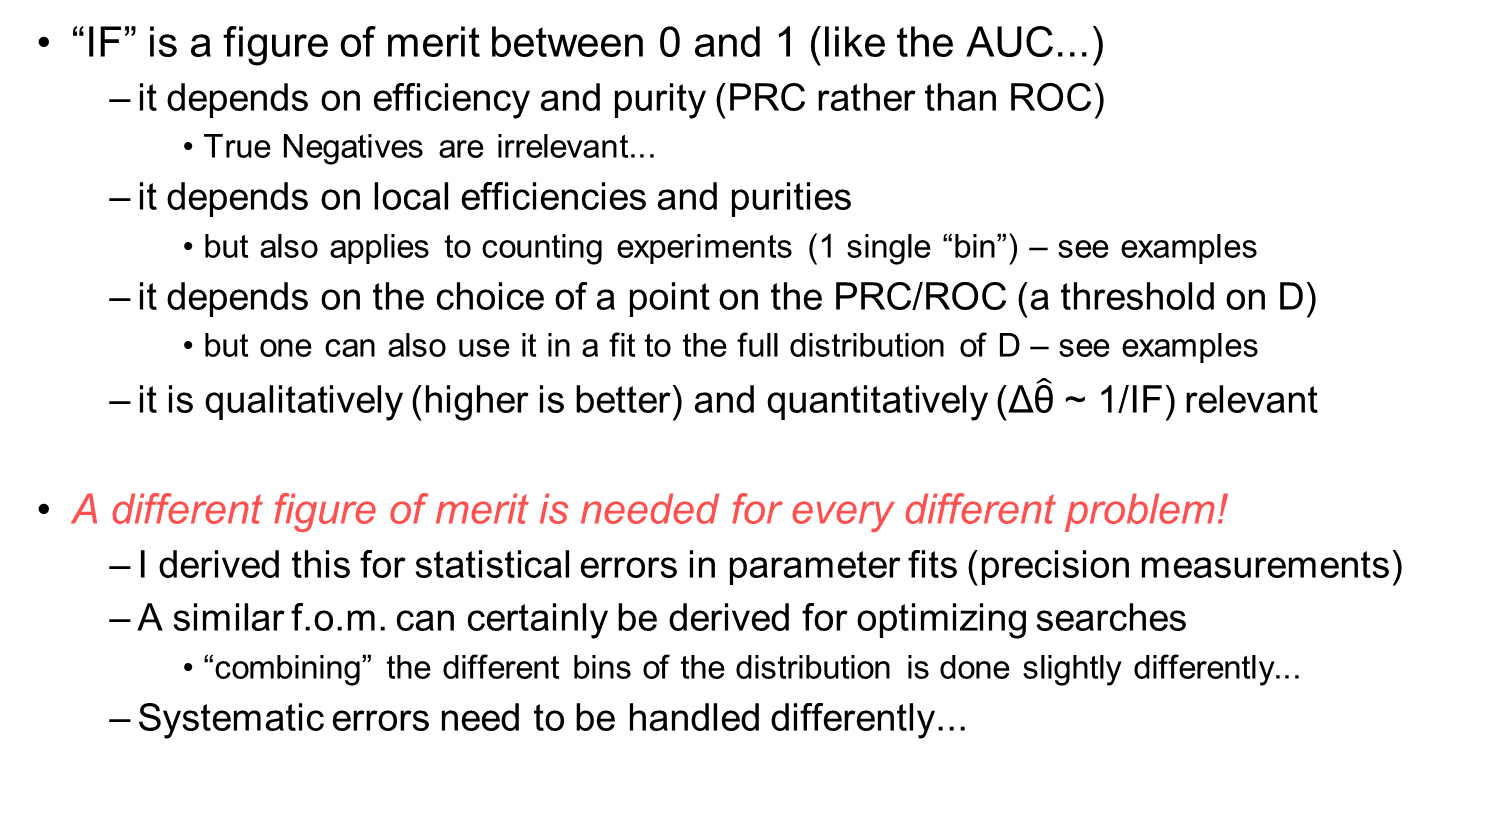 • “IF” is a figure of merit between 0 and 1 (like the AUC...)
– it depends on efficiency and purity (PRC rather than ROC)
• True Negatives are irrelevant...
– it depends on local efficiencies and purities
• but also applies to counting experiments (1 single “bin”) – see examples
– it depends on the choice of a point on the PRC/ROC (a threshold on D)
• but one can also use it in a fit to the full distribution of D – see examples
– it is qualitatively (higher is better) and quantitatively (Δθ̂ ~ 1/IF) relevant
• A different figure of merit is needed for every different problem!
– I derived this for statistical errors in parameter fits (precision measurements)
– A similar f.o.m. can certainly be derived for optimizing searches
• “combining” the different bins of the distribution is done slightly differently...
– Systematic errors need to be handled differently...